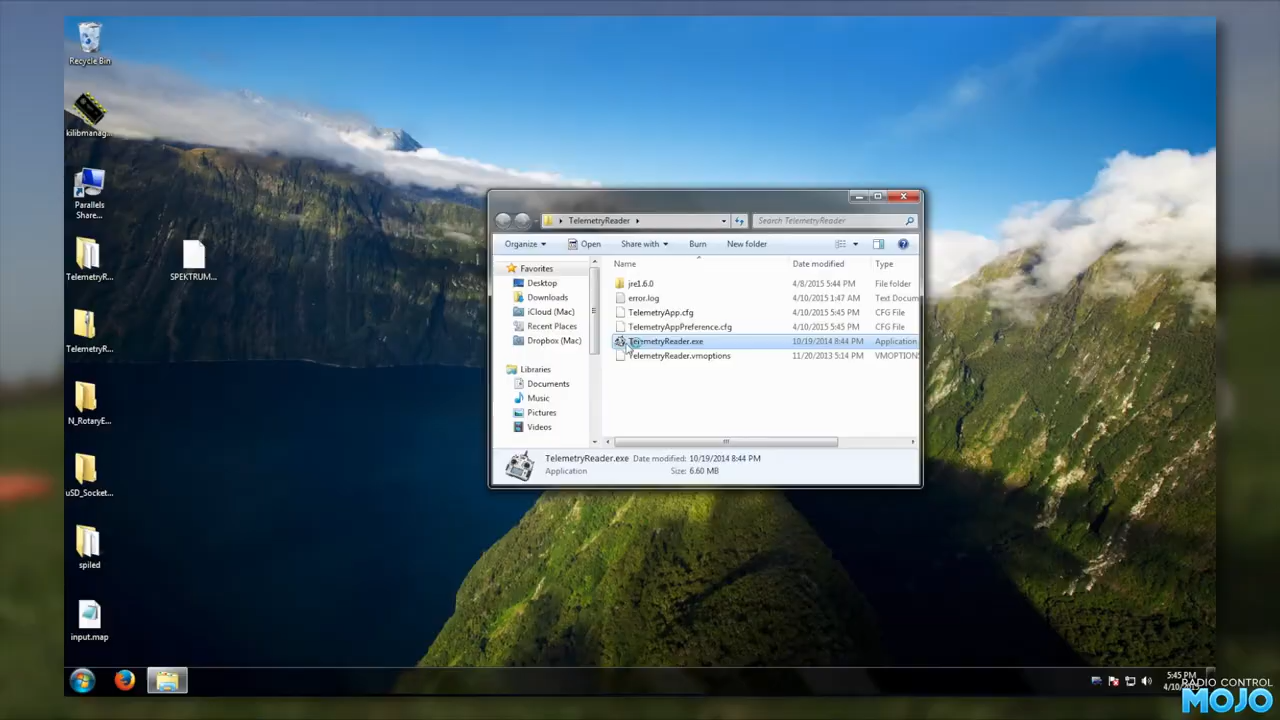 Recycle Bin
kilibmanag...
Parallels
Share...
TelemetryR...
SPEKTRUM...
TelemetryR...
N_RotaryE...
uSD_Socket...
spiled
input.map
TelemetryReader
Search TelemetryReader
Organize
Open
Share with
Burn
New folder
Favorites
Desktop
Downloads
iCloud (Mac)
Recent Places
Dropbox (Mac)
Libraries
Documents
Music
Pictures
Videos
Name Date modified Type
jre1.6.0 4/8/2015 5:44 PM File folder
error.log 4/10/2015 1:47 AM Text Docum
TelemetryApp.cfg 4/10/2015 5:45 PM CFG File
TelemetryAppPreference.cfg 4/10/2015 5:45 PM CFG File
TelemetryReader.exe 10/19/2014 8:44 PM Application
TelemetryReader.vmoptions 11/20/2013 5:14 PM VMOPTIONS
TelemetryReader.exe Date modified: 10/19/2014 8:44 PM
Application Size: 6.60 MB
5:45 PM
RADIO CONTROL
MOJO